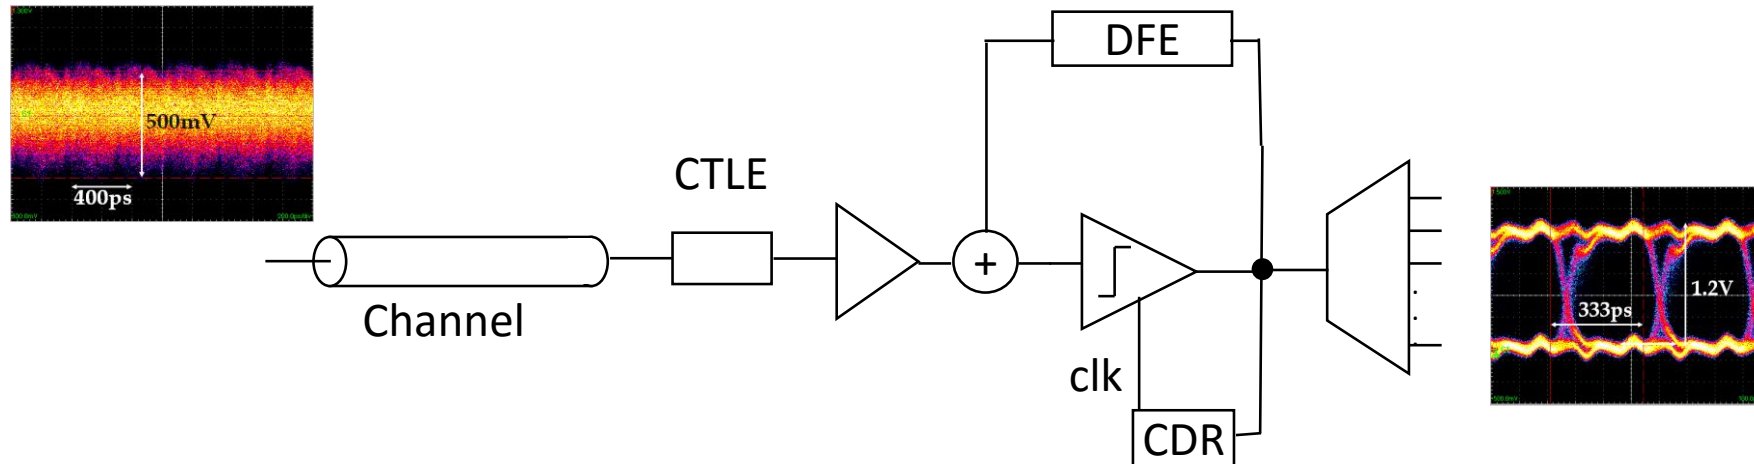 500mV
400ps
DFE
CTLE
+
Channel
clk
CDR
1.2V
333ps